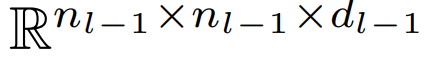 ℝ^{n_{l-1} × n_{l-1} × d_{l-1}}